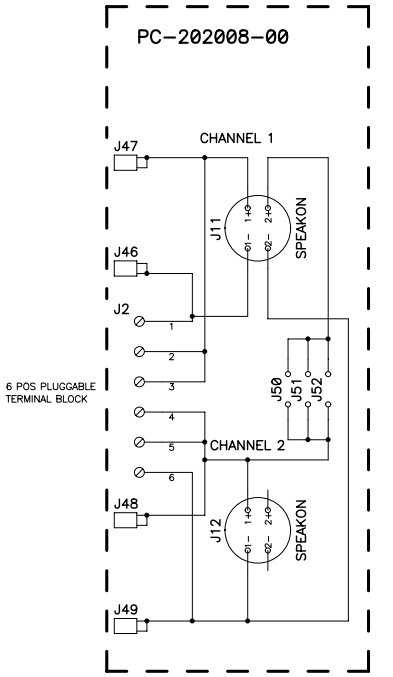 PC-202008-00
CHANNEL 1
J47
J11
1+
2+
1-
2-
SPEAKON
J46
J2
1
2
3
4
5
6
6 POS PLUGGABLE
TERMINAL BLOCK
J50
J51
J52
CHANNEL 2
J48
J12
1+
2+
1-
2-
SPEAKON
J49